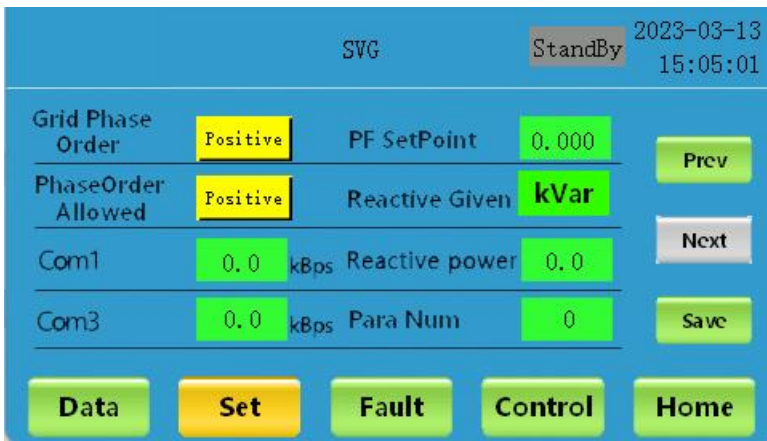 SVG StandBy 2023-03-13
15:05:01
Grid Phase
Order Positive PF SetPoint 0.000
Prev
PhaseOrder
Allowed Positive Reactive Given kVar
Next
Com1 0.0 kBps Reactive power 0.0
Com3 0.0 kBps Para Num 0
Save
Data Set Fault Control Home